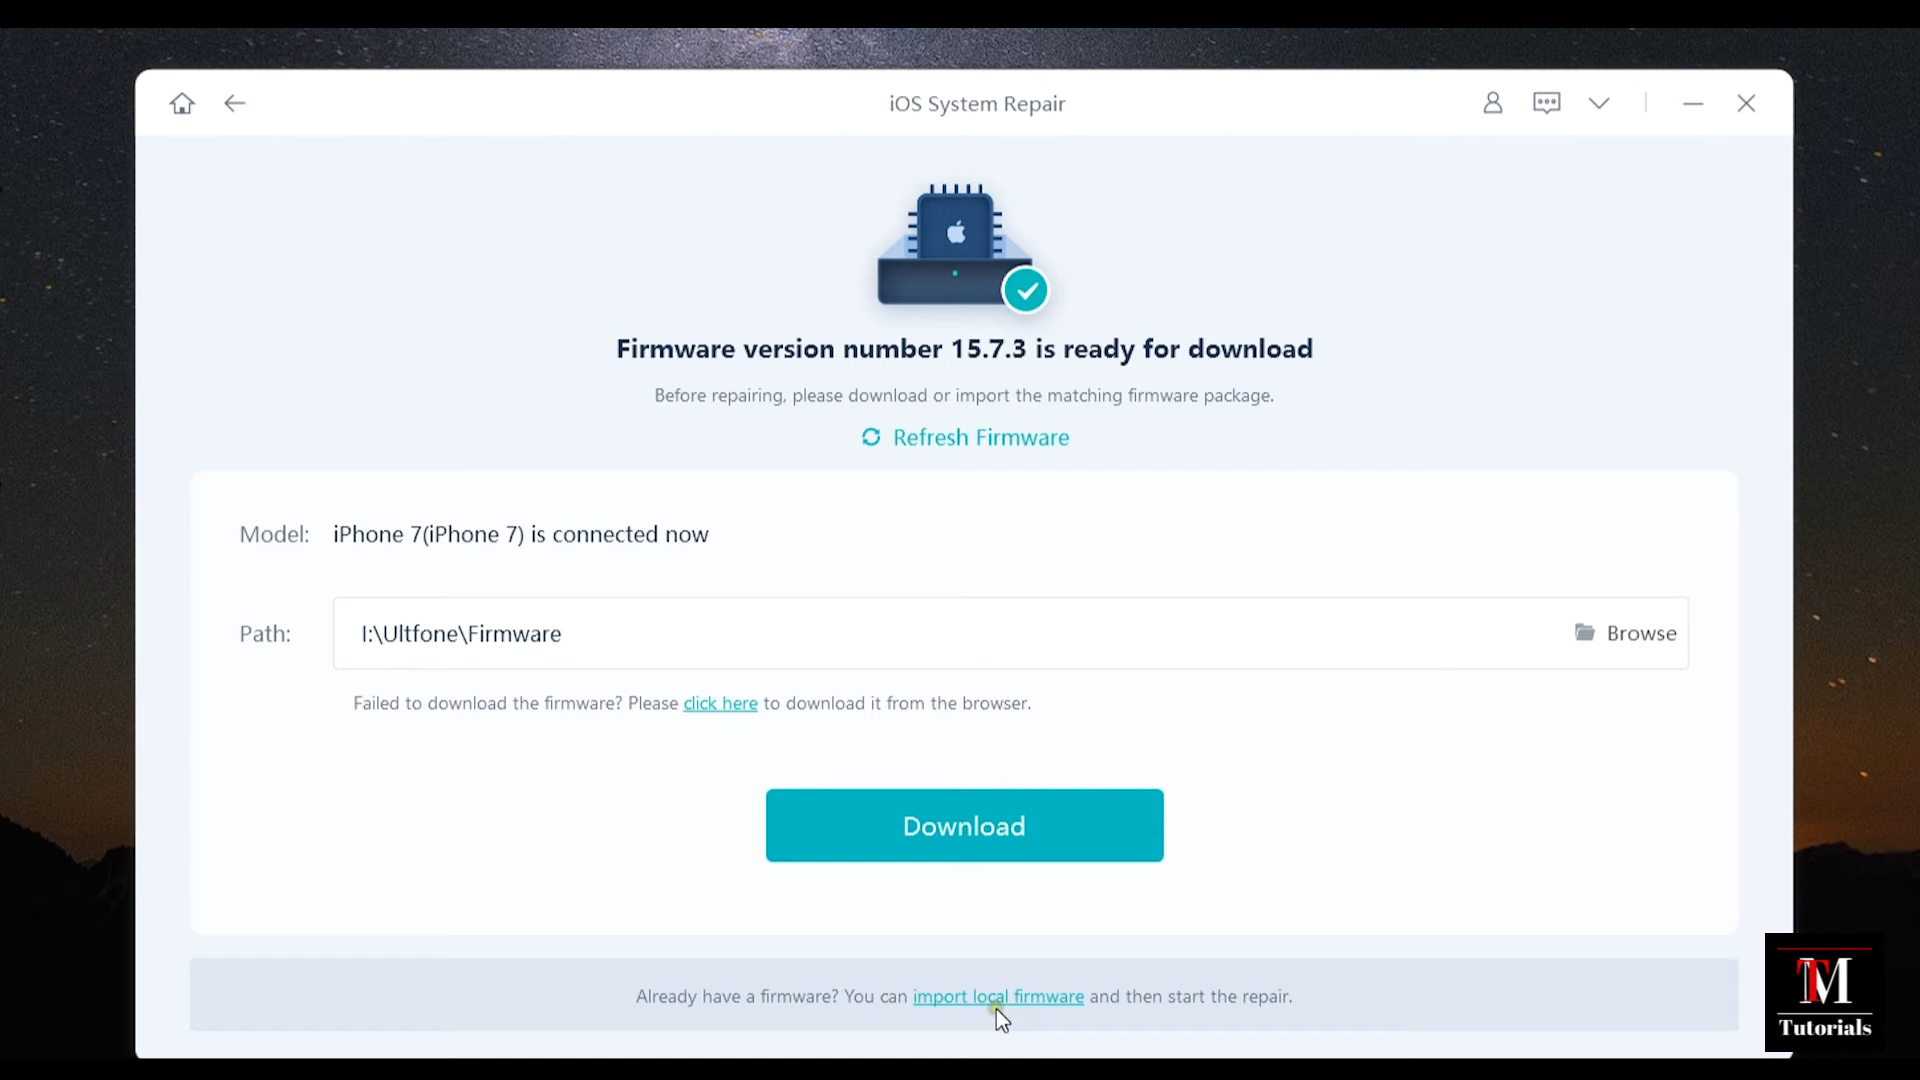 iOS System Repair
Firmware version number 15.7.3 is ready for download
Before repairing, please download or import the matching firmware package.
Refresh Firmware
Model: iPhone 7(iPhone 7) is connected now
Path: I:\Ultfone\Firmware Browse
Failed to download the firmware? Please click here to download it from the browser.
Download
Already have a firmware? You can import local firmware and then start the repair.
TM
Tutorials